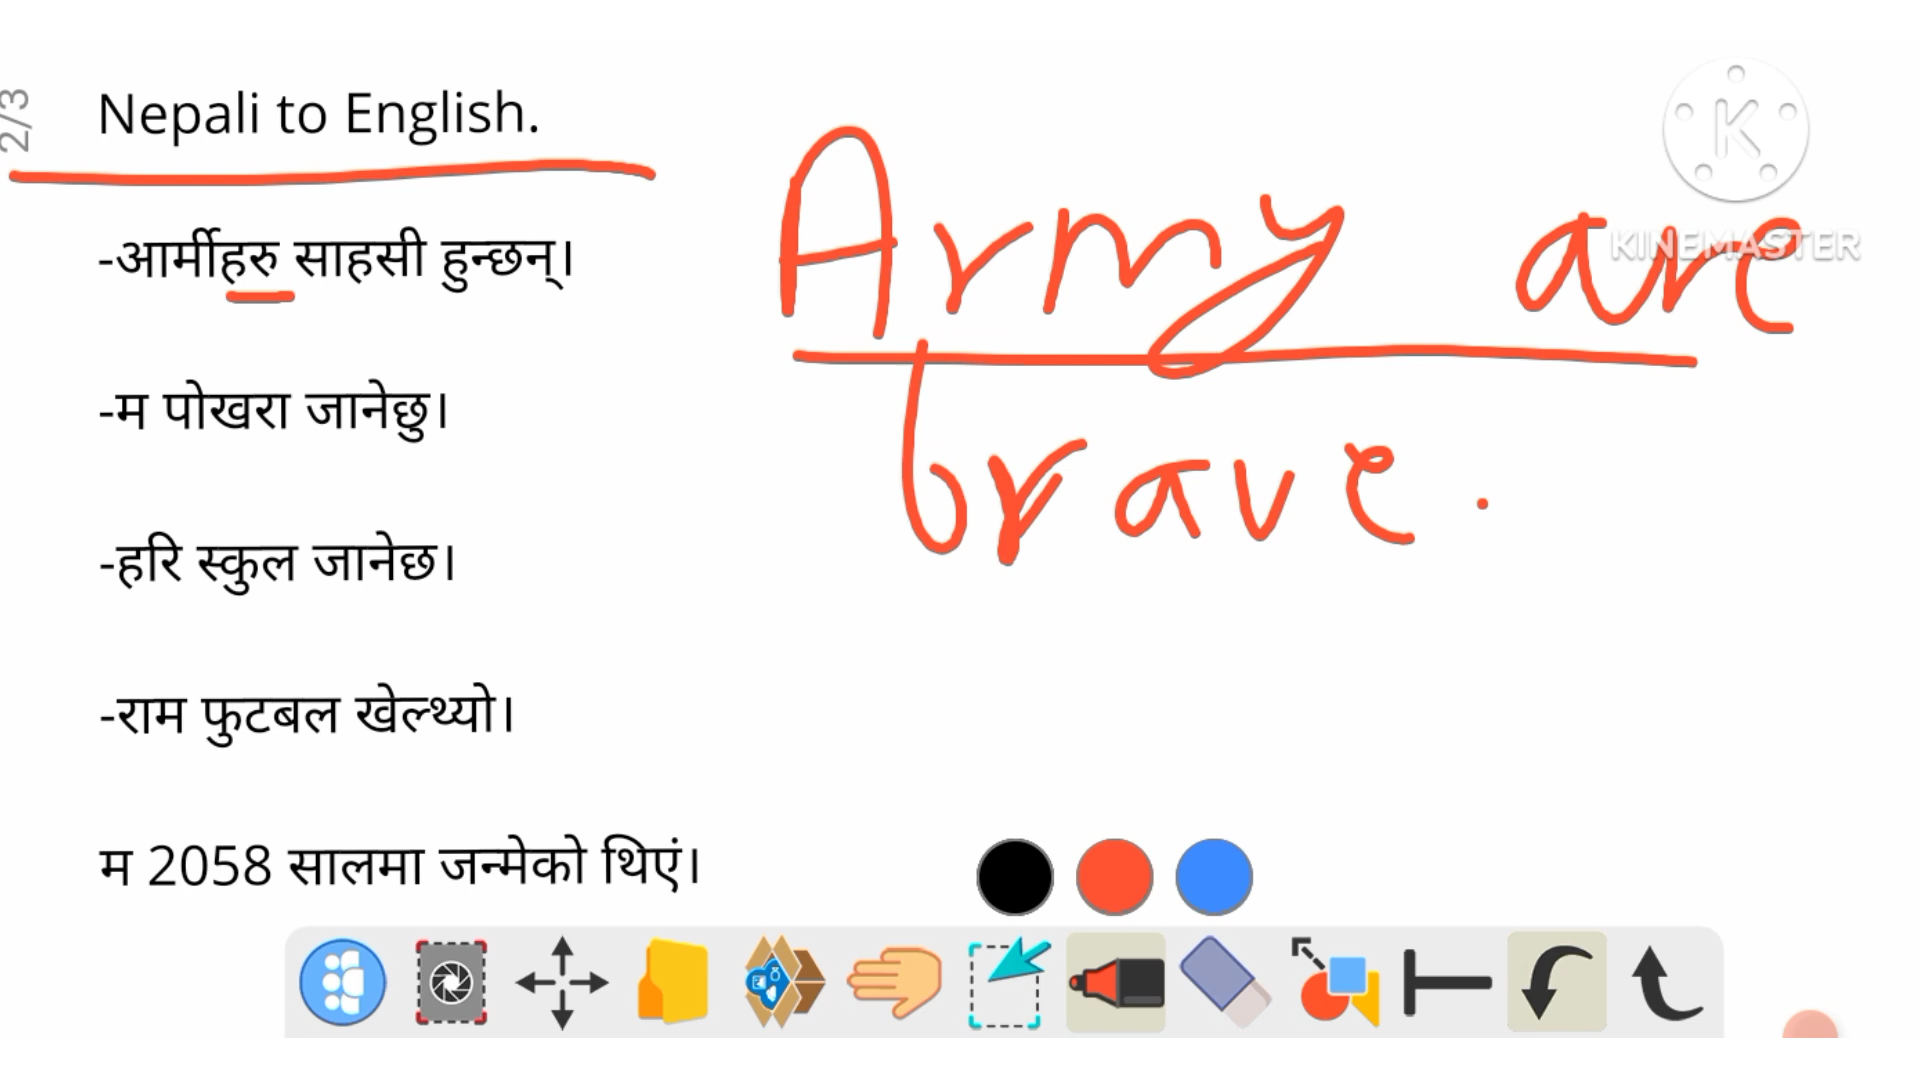 2/3
Nepali to English.
-आर्मीहरु साहसी हुन्छन्।
-म पोखरा जानेछु।
-हरि स्कुल जानेछ।
-राम फुटबल खेल्थ्यो।
म 2058 सालमा जन्मेको थिएं।
Army are
brave.
K
KINEMASTER